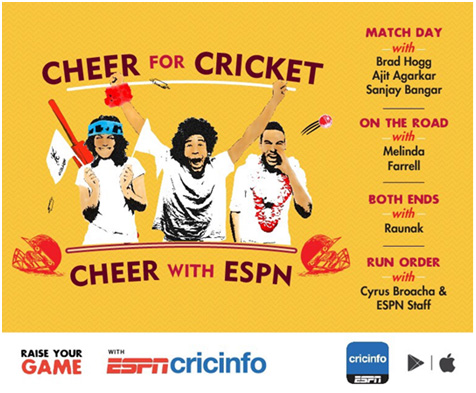 CHEER FOR CRICKET
CHEER WITH ESPN
MATCH DAY
with
Brad Hogg
Ajit Agarkar
Sanjay Bangar
ON THE ROAD
with
Melinda
Farrell
BOTH ENDS
with
Raunak
RUN ORDER
with
Cyrus Broacha &
ESPN Staff
RAISE YOUR
GAME
WITH
ESPNcricinfo
cricinfo
ESPN